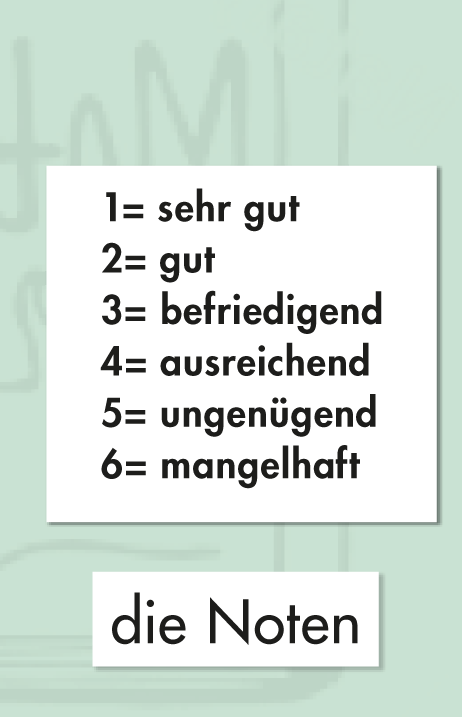 1= sehr gut
2= gut
3= befriedigend
4= ausreichend
5= ungenügend
6= mangelhaft
die Noten